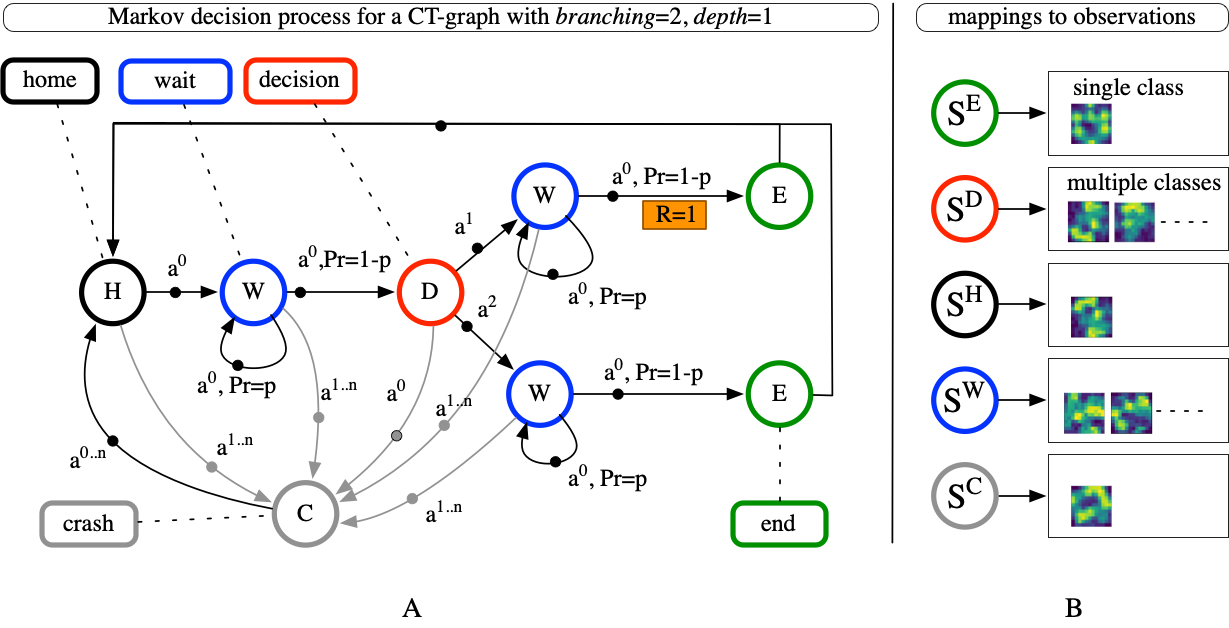 Markov decision process for a CT-graph with branching=2, depth=1
mappings to observations
home
wait
decision
single class
S^E
W
a^0, Pr=1-p
R=1
E
multiple classes
S^D
a^1
a^0, Pr=p
H
a^0
W
a^0,Pr=1-p
D
S^H
a^2
a^0, Pr=p
a^1..n
a^0
a^1..n
W
a^0, Pr=1-p
E
S^W
a^0..n
a^1..n
a^0, Pr=p
S^C
crash
C
a^1..n
end
A
B